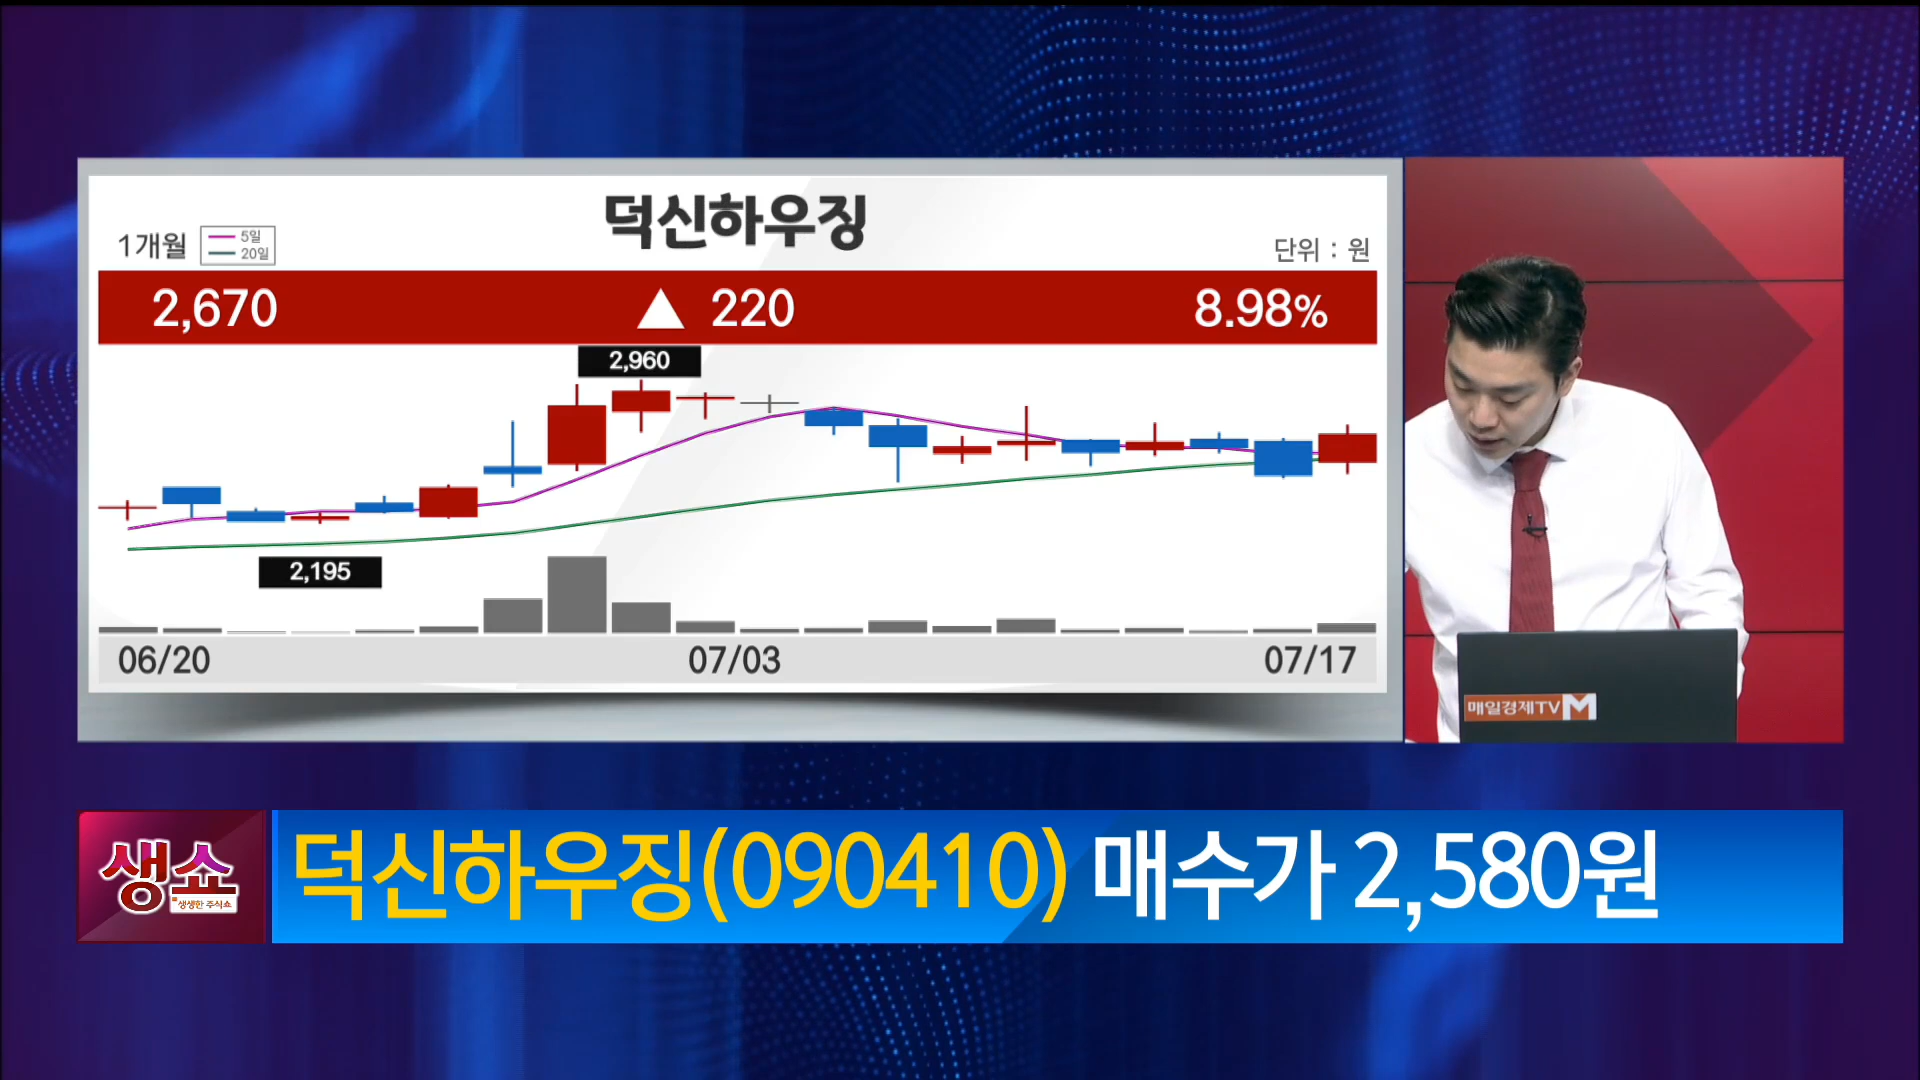 덕신하우징
1개월
5일
20일
단위 : 원
2,670 ▲ 220 8.98%
2,960
2,195
06/20 07/03 07/17
매일경제TV M
생쇼
생생한 주식쇼
덕신하우징(090410) 매수가 2,580원